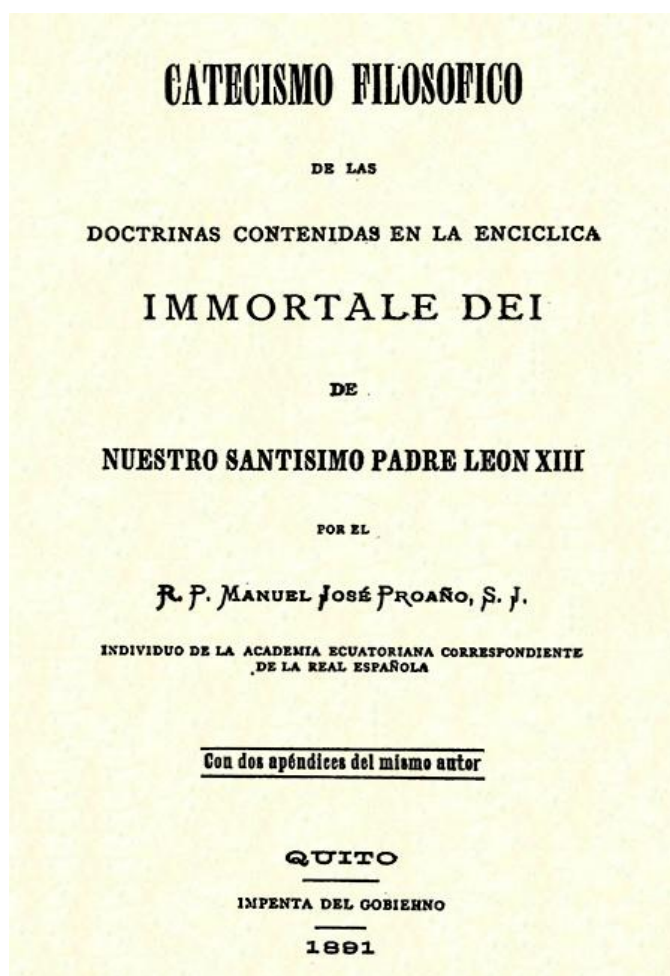 CATECISMO FILOSOFICO
DE LAS
DOCTRINAS CONTENIDAS EN LA ENCICLICA
IMMORTALE DEI
DE
NUESTRO SANTISIMO PADRE LEON XIII
POR EL
R. P. MANUEL JOSÉ PROAÑO, S. J.
INDIVIDUO DE LA ACADEMIA ECUATORIANA CORRESPONDIENTE
DE LA REAL ESPAÑOLA
Con dos apéndices del mismo autor
QUITO
IMPENTA DEL GOBIERNO
1891